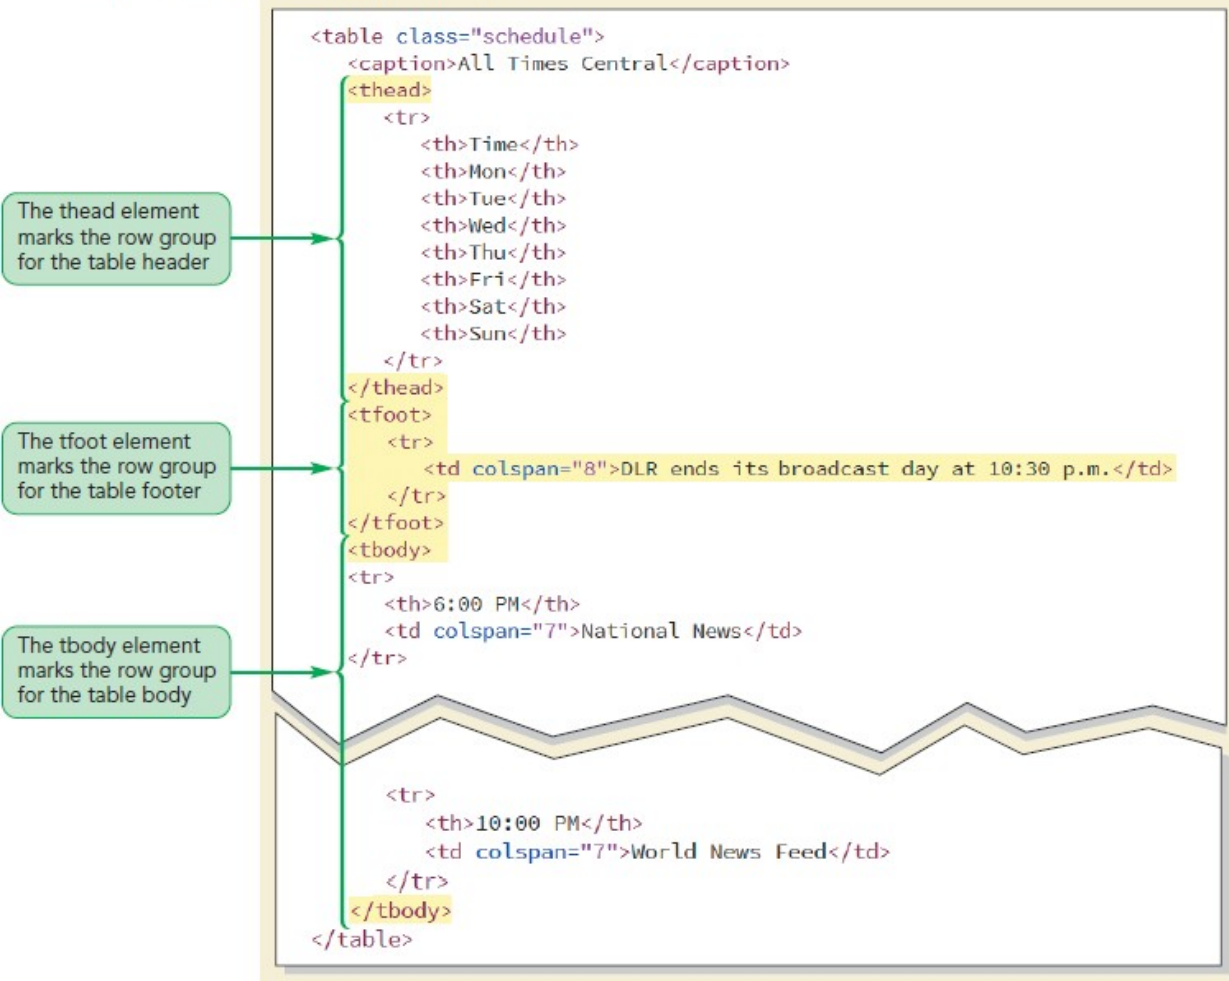 <table class="schedule">
<caption>All Times Central</caption>
<thead>
<tr>
<th>Time</th>
<th>Mon</th>
<th>Tue</th>
<th>Wed</th>
<th>Thu</th>
<th>Fri</th>
<th>Sat</th>
<th>Sun</th>
</tr>
</thead>
The thead element
marks the row group
for the table header
<tfoot>
<tr>
<td colspan="8">DLR ends its broadcast day at 10:30 p.m.</td>
</tr>
</tfoot>
The tfoot element
marks the row group
for the table footer
<tbody>
<tr>
<th>6:00 PM</th>
<td colspan="7">National News</td>
</tr>
The tbody element
marks the row group
for the table body
<tr>
<th>10:00 PM</th>
<td colspan="7">World News Feed</td>
</tr>
</tbody>
</table>